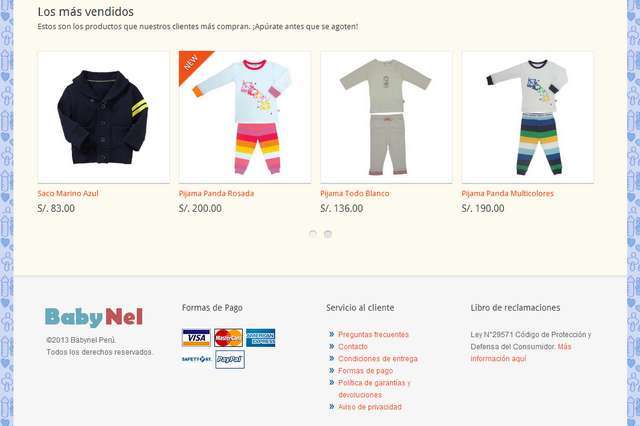 Los más vendidos
Estos son los productos que nuestros clientes más compran. ¡Apúrate antes que se agoten!
NEW
Saco Marino Azul
S/. 83.00
Pijama Panda Rosada
S/. 200.00
Pijama Todo Blanco
S/. 136.00
Pijama Panda Multicolores
S/. 190.00
Baby Nel
©2013 Babynel Perú.
Todos los derechos reservados.
Formas de Pago
VISA
MasterCard
AMERICAN EXPRESS
SAFETYPAY
PayPal
Servicio al cliente
» Preguntas frecuentes
» Contacto
» Condiciones de entrega
» Formas de pago
» Política de garantías y
devoluciones
» Aviso de privacidad
Libro de reclamaciones
Ley N°29571 Código de Protección y
Defensa del Consumidor. Más
información aquí